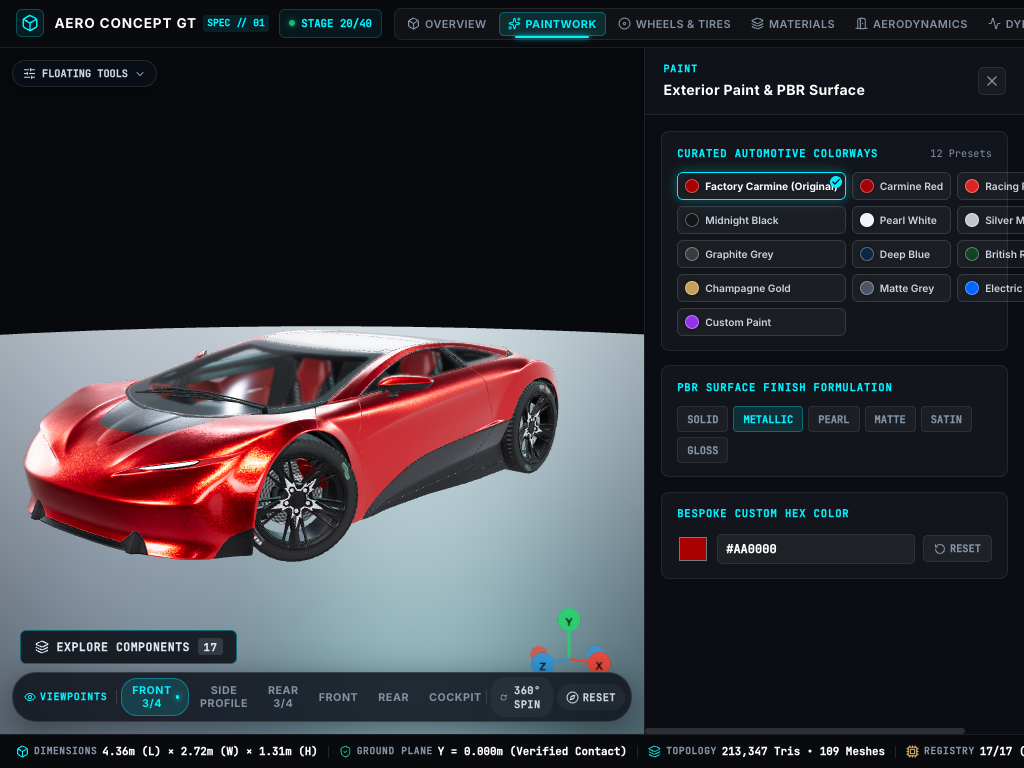 AERO CONCEPT GT SPEC // 01 STAGE 20/40 OVERVIEW PAINTWORK WHEELS & TIRES MATERIALS AERODYNAMICS
FLOATING TOOLS
PAINT
Exterior Paint & PBR Surface
CURATED AUTOMOTIVE COLORWAYS 12 Presets
Factory Carmine (Original) Carmine Red Racing
Midnight Black Pearl White Silver
Graphite Grey Deep Blue British
Champagne Gold Matte Grey Electric
Custom Paint
PBR SURFACE FINISH FORMULATION
SOLID METALLIC PEARL MATTE SATIN
GLOSS
BESPOKE CUSTOM HEX COLOR
#AA0000 RESET
Y
Z X
EXPLORE COMPONENTS 17
VIEWPOINTS FRONT 3/4 SIDE PROFILE REAR 3/4 FRONT REAR COCKPIT 360° SPIN RESET
DIMENSIONS 4.36m (L) × 2.72m (W) × 1.31m (H) GROUND PLANE Y = 0.000m (Verified Contact) TOPOLOGY 213,347 Tris • 109 Meshes REGISTRY 17/17